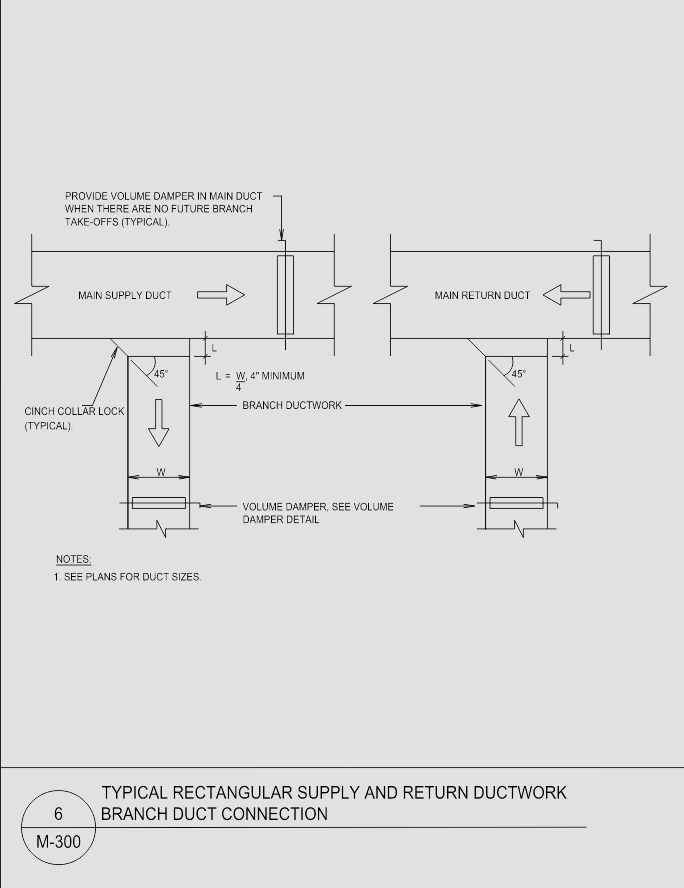 PROVIDE VOLUME DAMPER IN MAIN DUCT
WHEN THERE ARE NO FUTURE BRANCH
TAKE-OFFS (TYPICAL).
MAIN SUPPLY DUCT
MAIN RETURN DUCT
L
L
45°
45°
L = W, 4" MINIMUM
4
CINCH COLLAR LOCK
(TYPICAL).
BRANCH DUCTWORK
W
W
VOLUME DAMPER, SEE VOLUME
DAMPER DETAIL
NOTES:
1. SEE PLANS FOR DUCT SIZES.
6
M-300
TYPICAL RECTANGULAR SUPPLY AND RETURN DUCTWORK
BRANCH DUCT CONNECTION